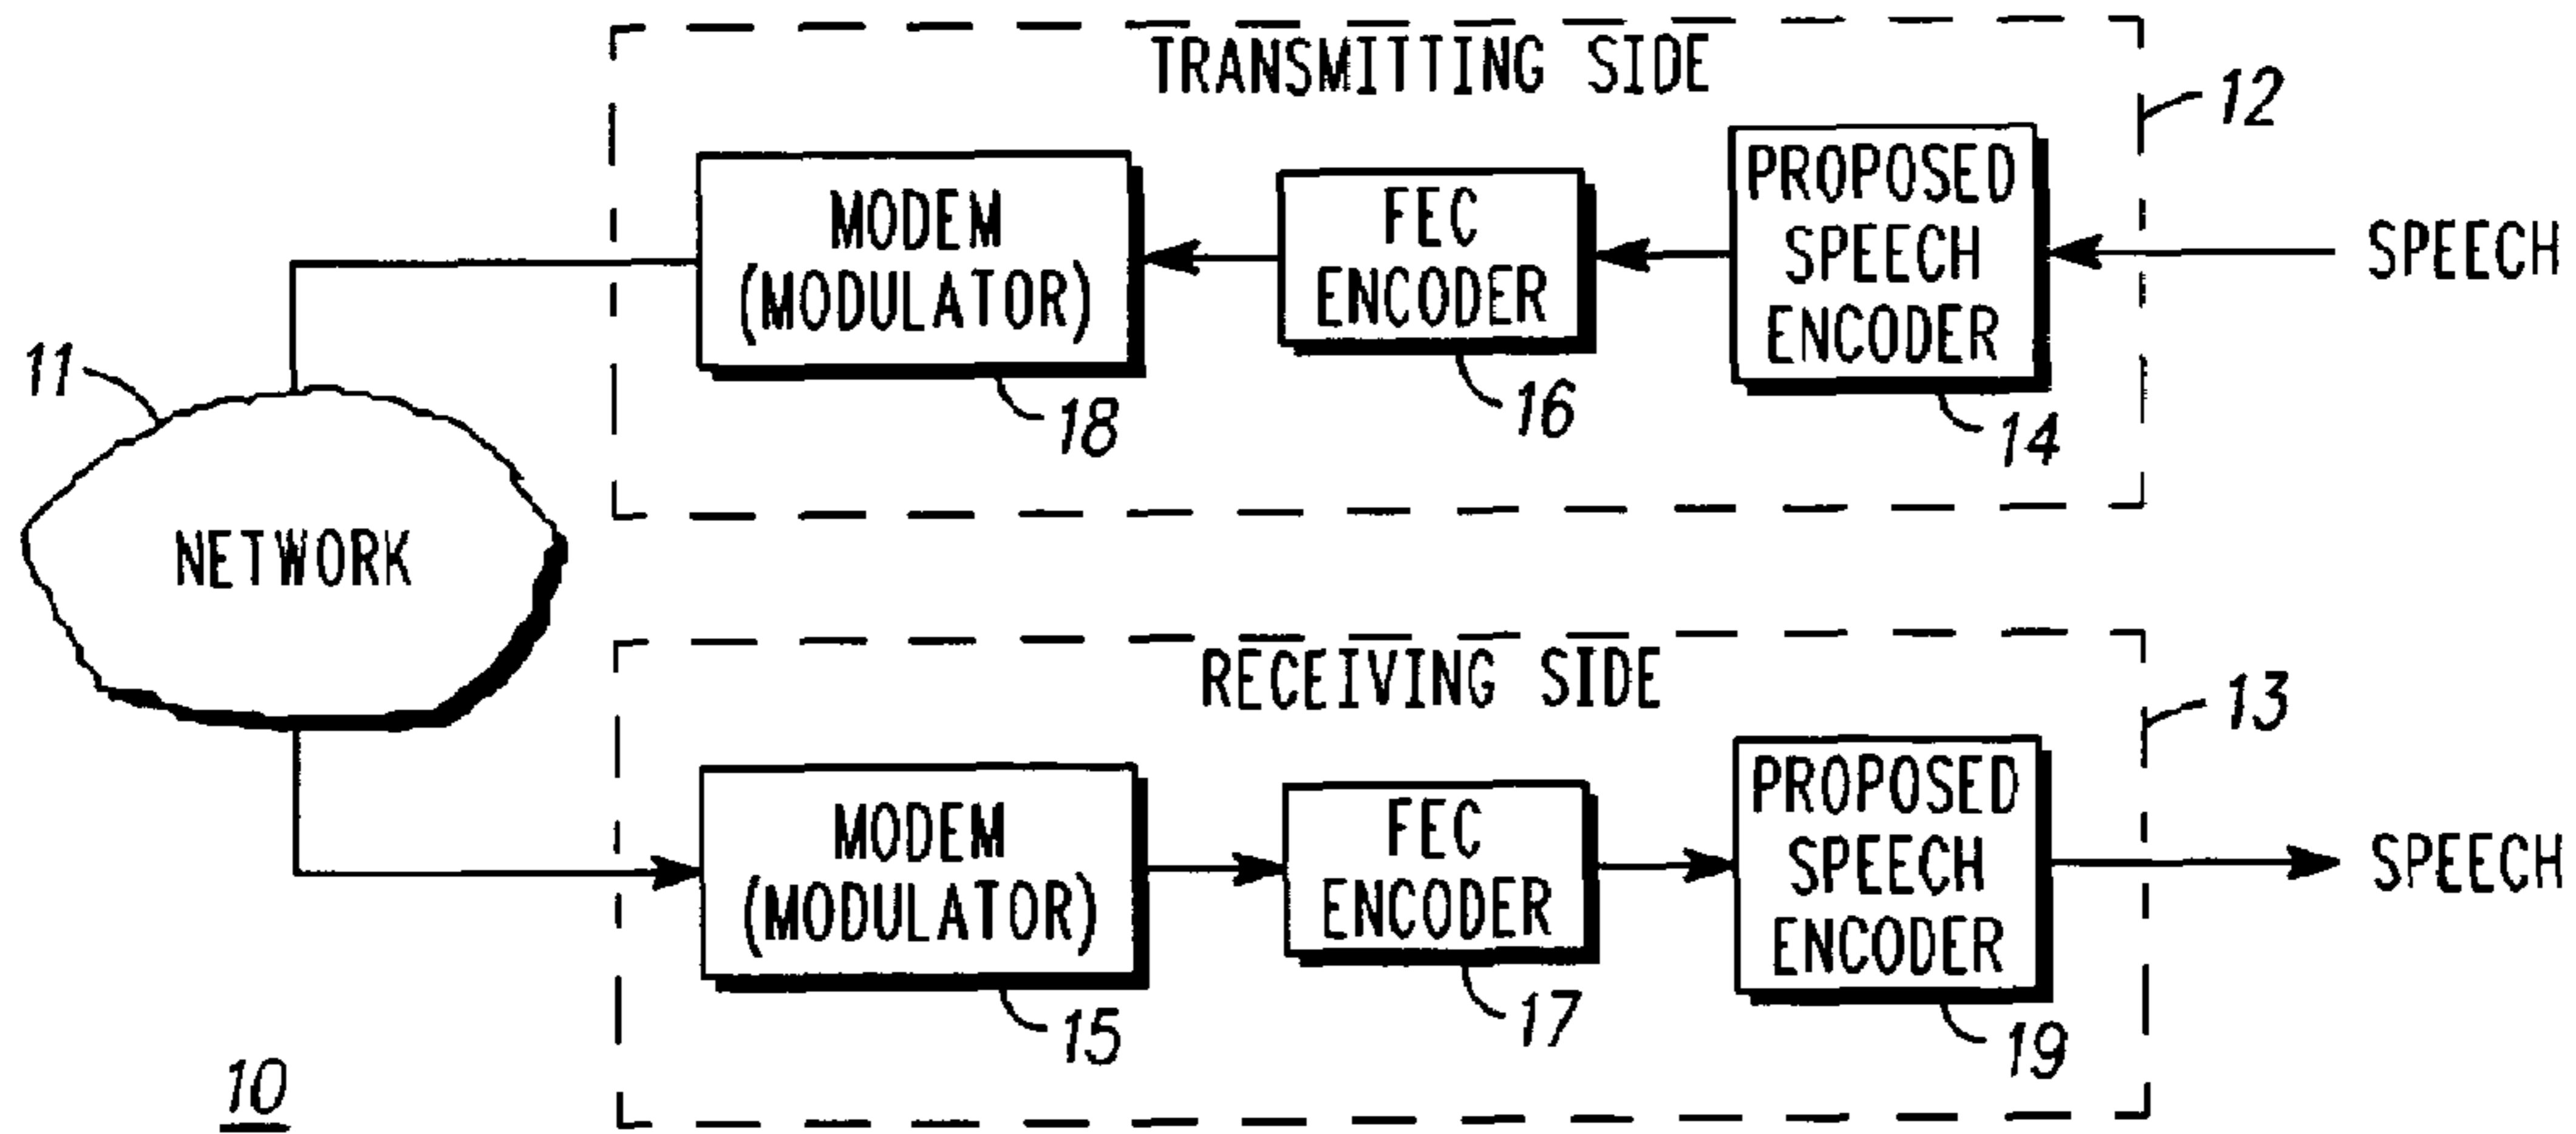 TRANSMITTING SIDE
12
MODEM
(MODULATOR)
18
FEC
ENCODER
16
PROPOSED
SPEECH
ENCODER
14
SPEECH
11
NETWORK
RECEIVING SIDE
13
MODEM
(MODULATOR)
15
FEC
ENCODER
17
PROPOSED
SPEECH
ENCODER
19
SPEECH
10